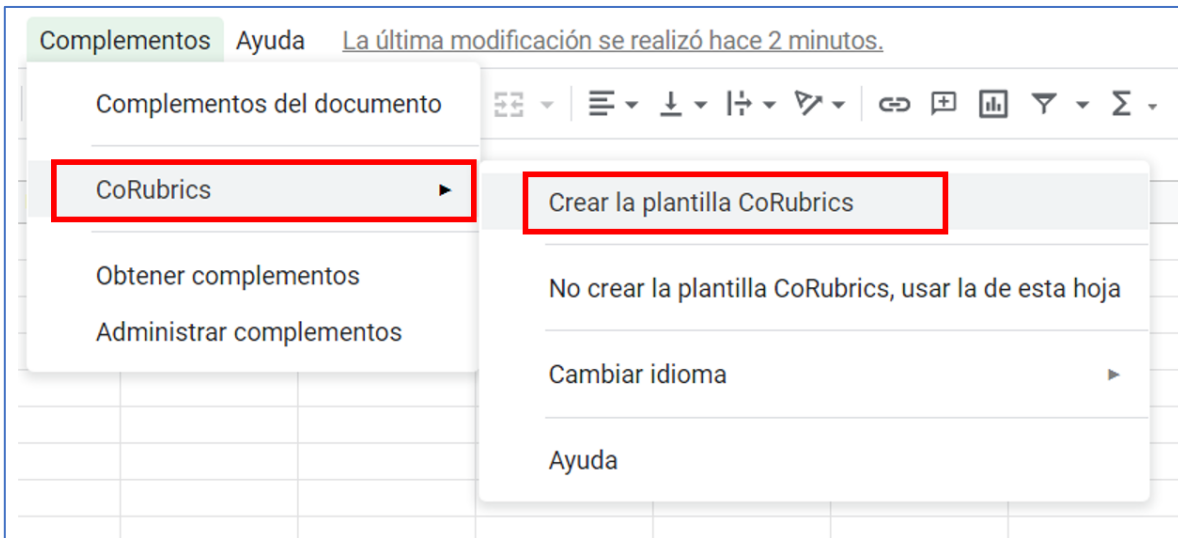 Complementos Ayuda La última modificación se realizó hace 2 minutos.
Complementos del documento
CoRubrics
Obtener complementos
Administrar complementos
Crear la plantilla CoRubrics
No crear la plantilla CoRubrics, usar la de esta hoja
Cambiar idioma
Ayuda